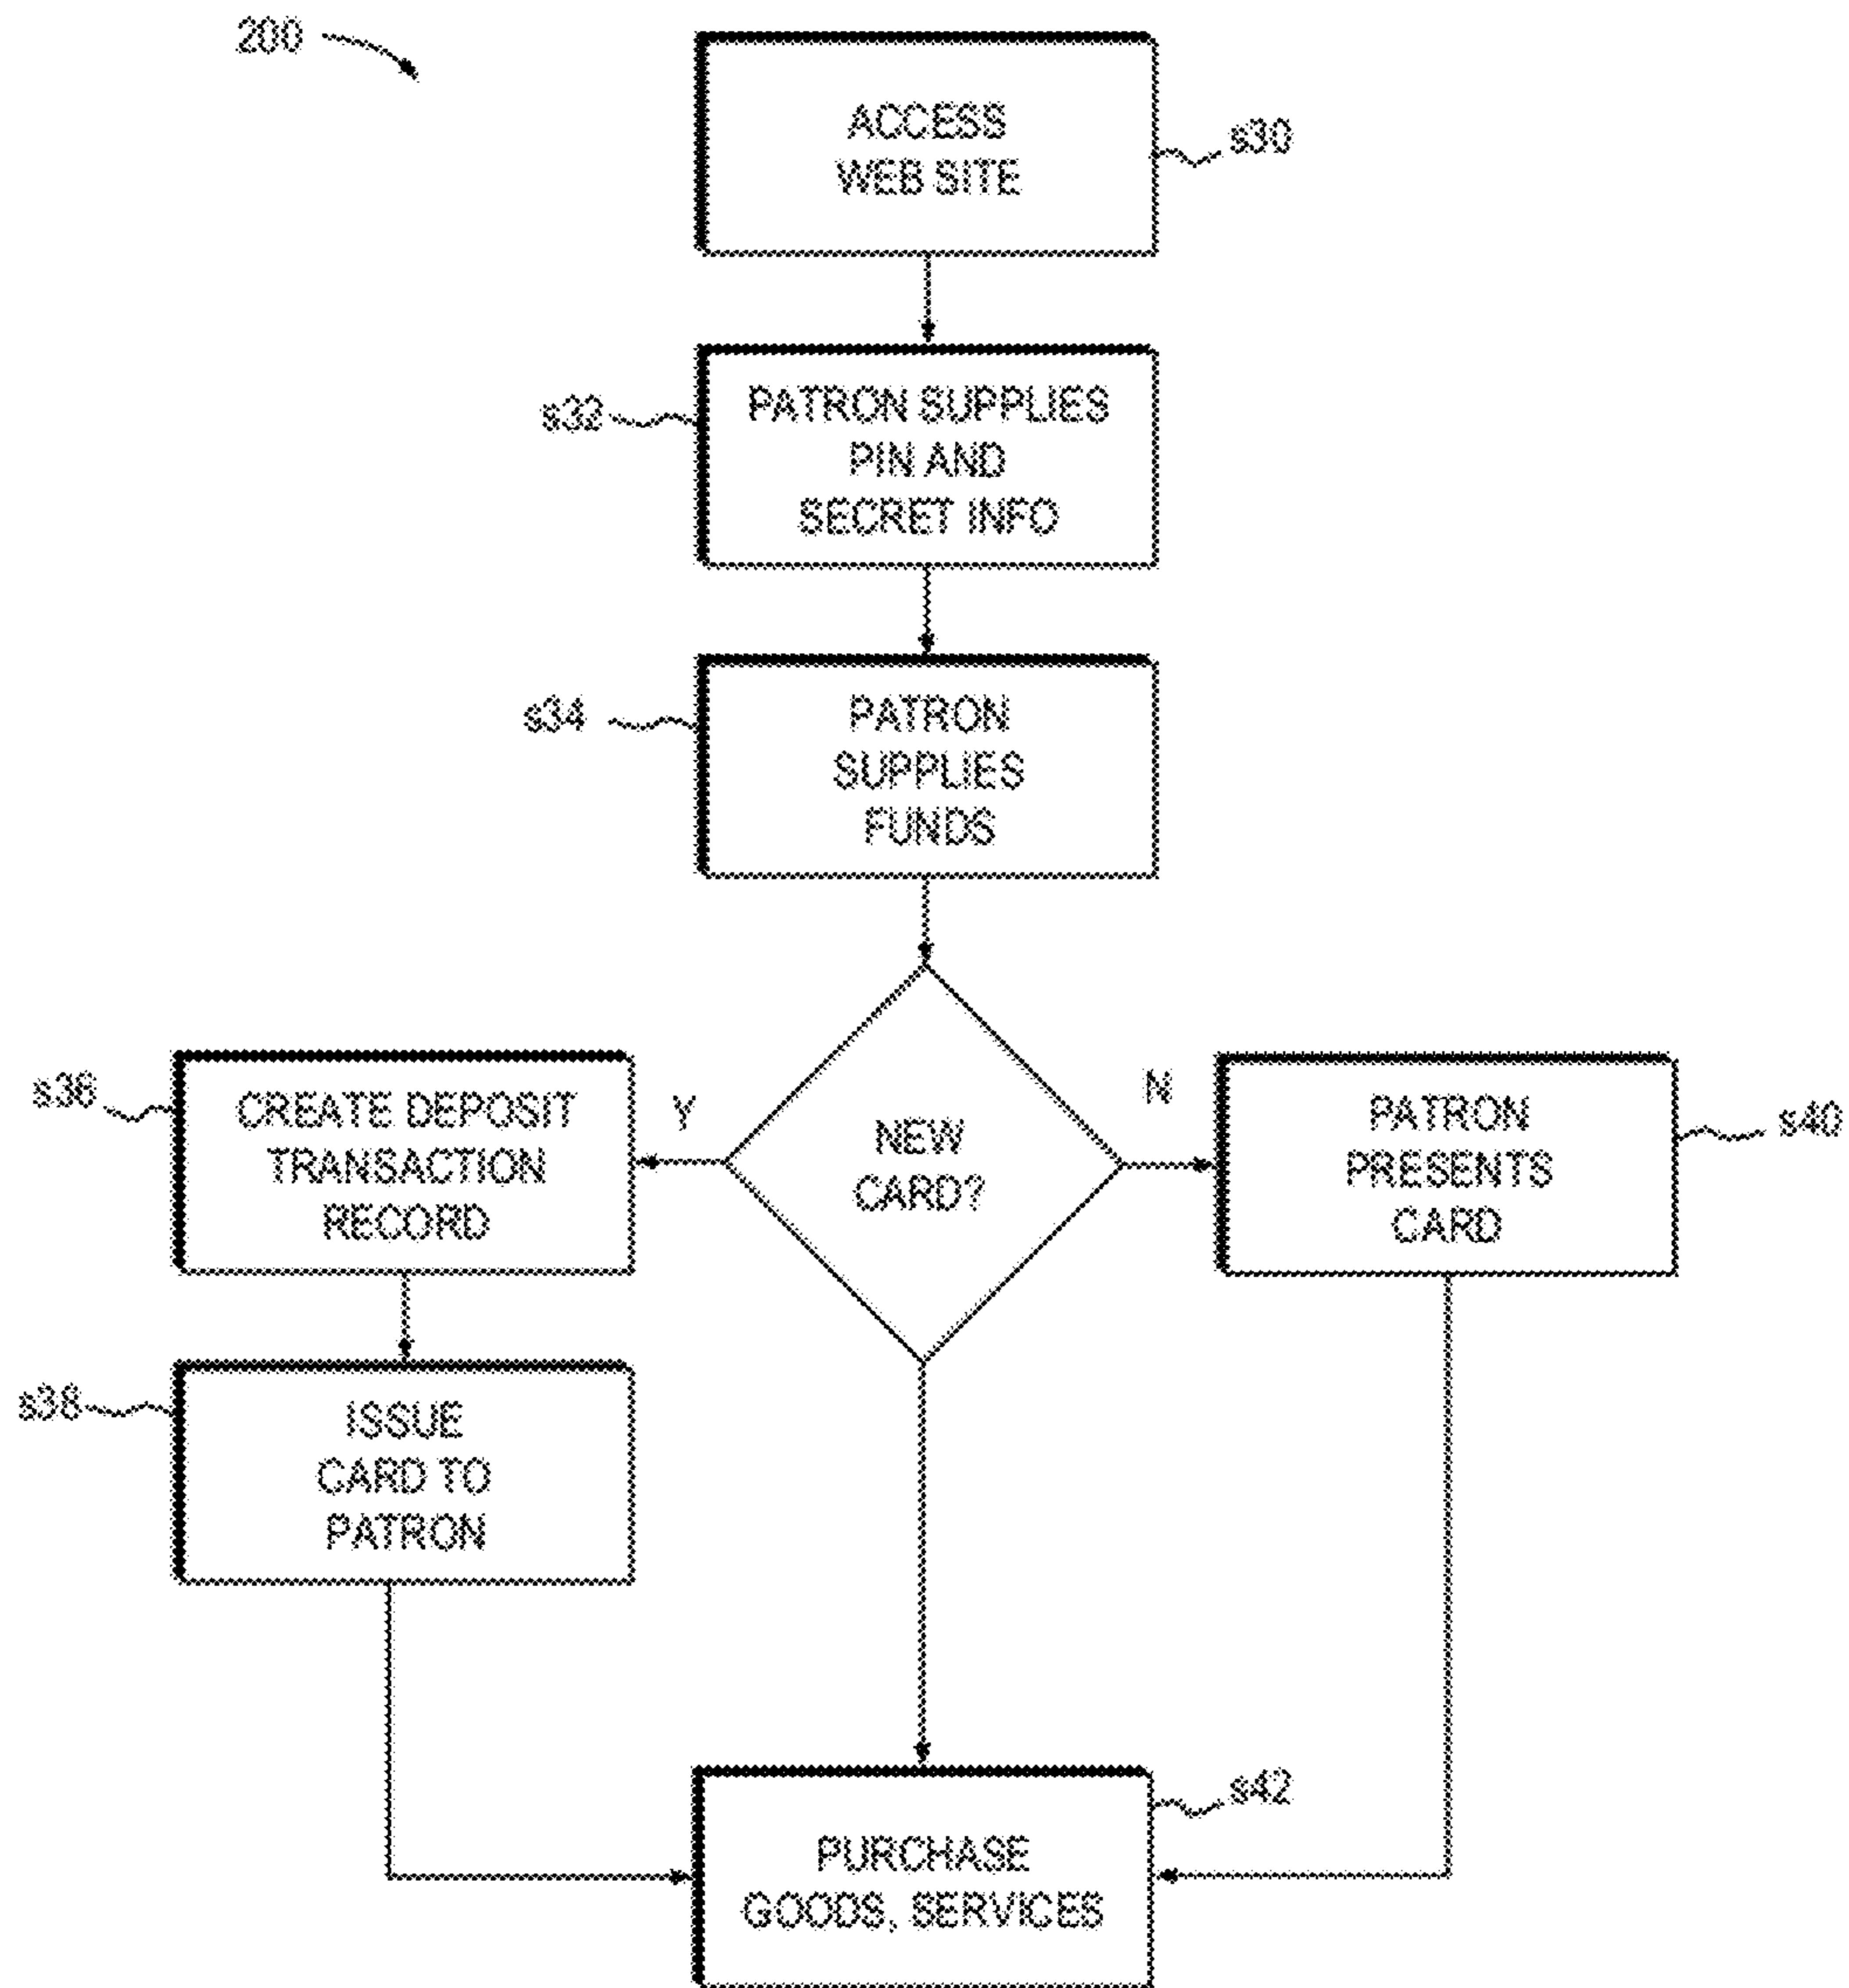 200
ACCESS
WEB SITE
s30
s32
PATRON SUPPLIES
PIN AND
SECRET INFO
s34
PATRON
SUPPLIES
FUNDS
s36
CREATE DEPOSIT
TRANSACTION
RECORD
Y
NEW
CARD?
N
PATRON
PRESENTS
CARD
s40
s38
ISSUE
CARD TO
PATRON
s42
PURCHASE
GOODS, SERVICES